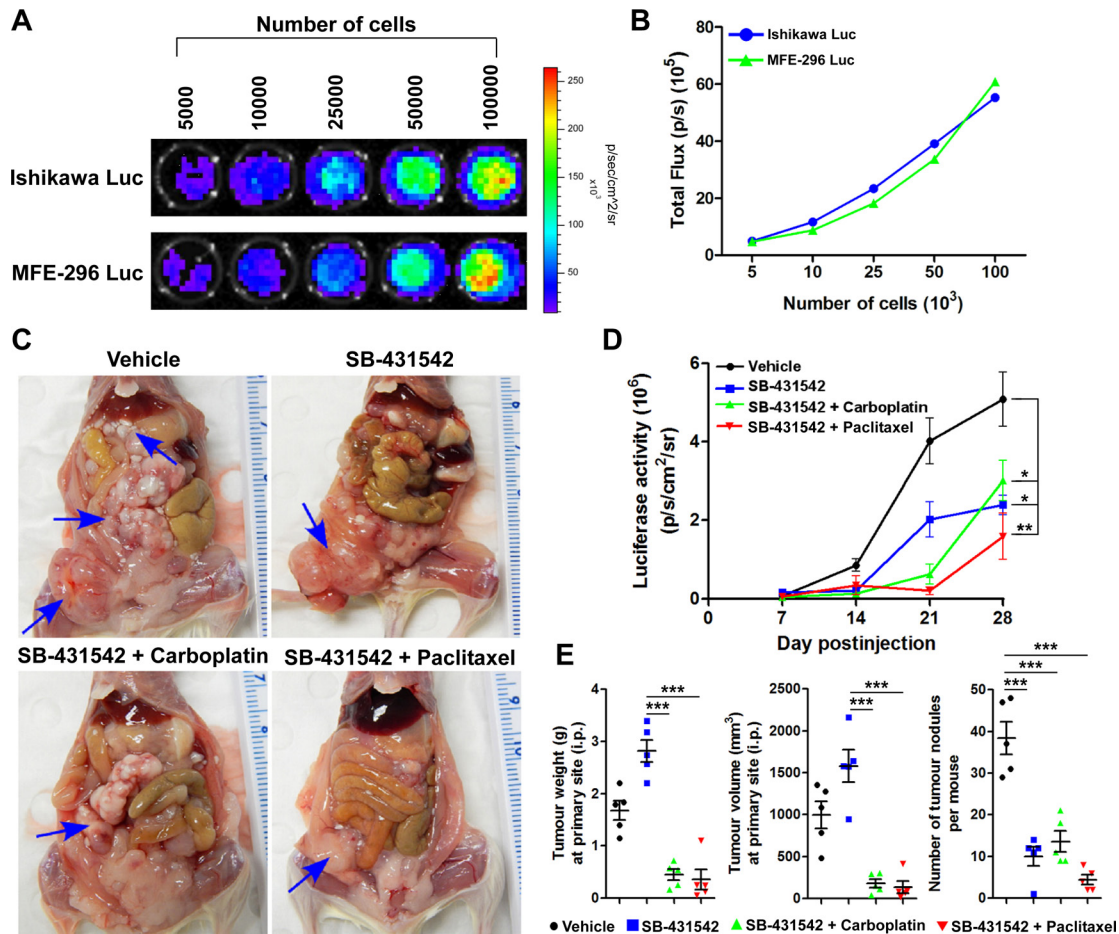 A
Number of cells
5000
10000
25000
50000
100000
Ishikawa Luc
MFE-296 Luc
250
200
150
100
50
p/sec/cm^2/sr
x10³
B
Ishikawa Luc
MFE-296 Luc
Total Flux (p/s) (10⁵)
80
60
40
20
0
5
10
25
50
100
Number of cells (10³)
C
Vehicle
SB-431542
SB-431542 + Carboplatin
SB-431542 + Paclitaxel
D
Vehicle
SB-431542
SB-431542 + Carboplatin
SB-431542 + Paclitaxel
Luciferase activity (10⁶)
(p/s/cm²/sr)
6
4
2
0
0
7
14
21
28
Day postinjection
*
*
**
E
Tumour weight (g)
at primary site (i.p.)
4
3
2
1
0
***
***
Tumour volume (mm³)
at primary site (i.p.)
2500
2000
1500
1000
500
0
***
***
Number of tumour nodules
per mouse
50
40
30
20
10
0
***
***
***
Vehicle
SB-431542
SB-431542 + Carboplatin
SB-431542 + Paclitaxel